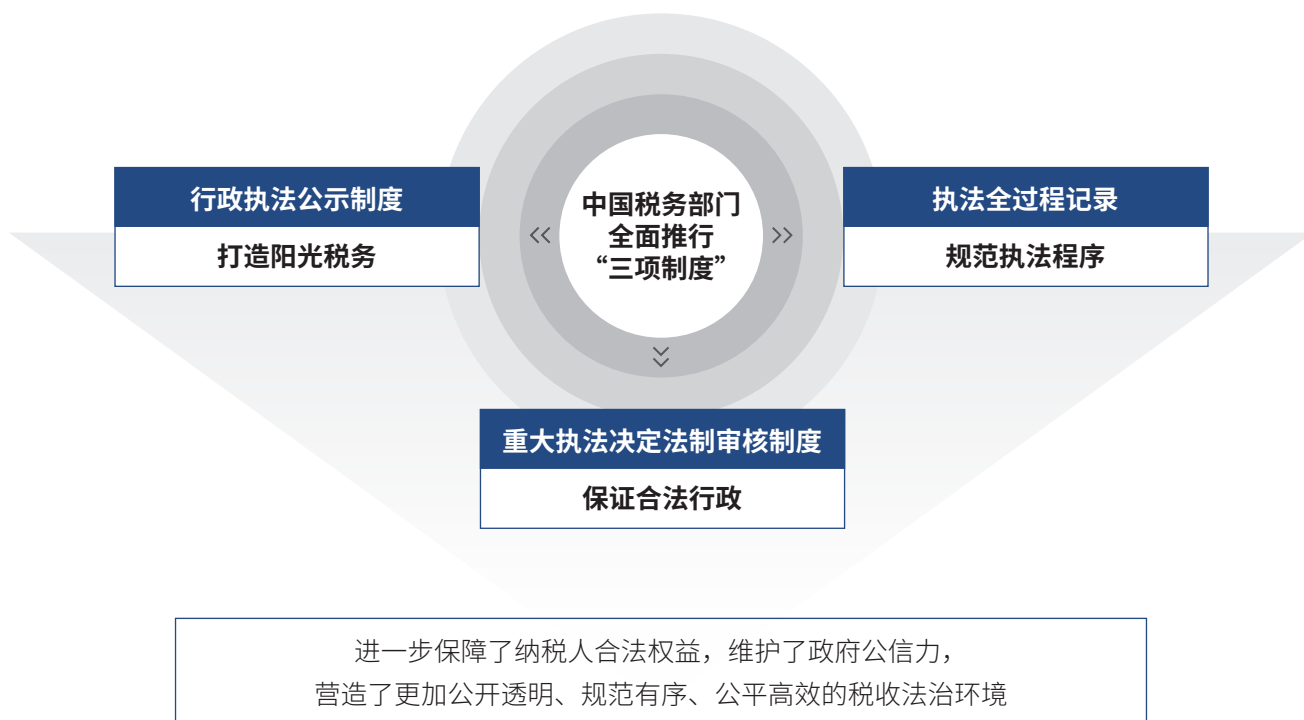 中国税务部门
全面推行
“三项制度”
行政执法公示制度
打造阳光税务
执法全过程记录
规范执法程序
重大执法决定法制审核制度
保证合法行政
进一步保障了纳税人合法权益，维护了政府公信力，
营造了更加公开透明、规范有序、公平高效的税收法治环境